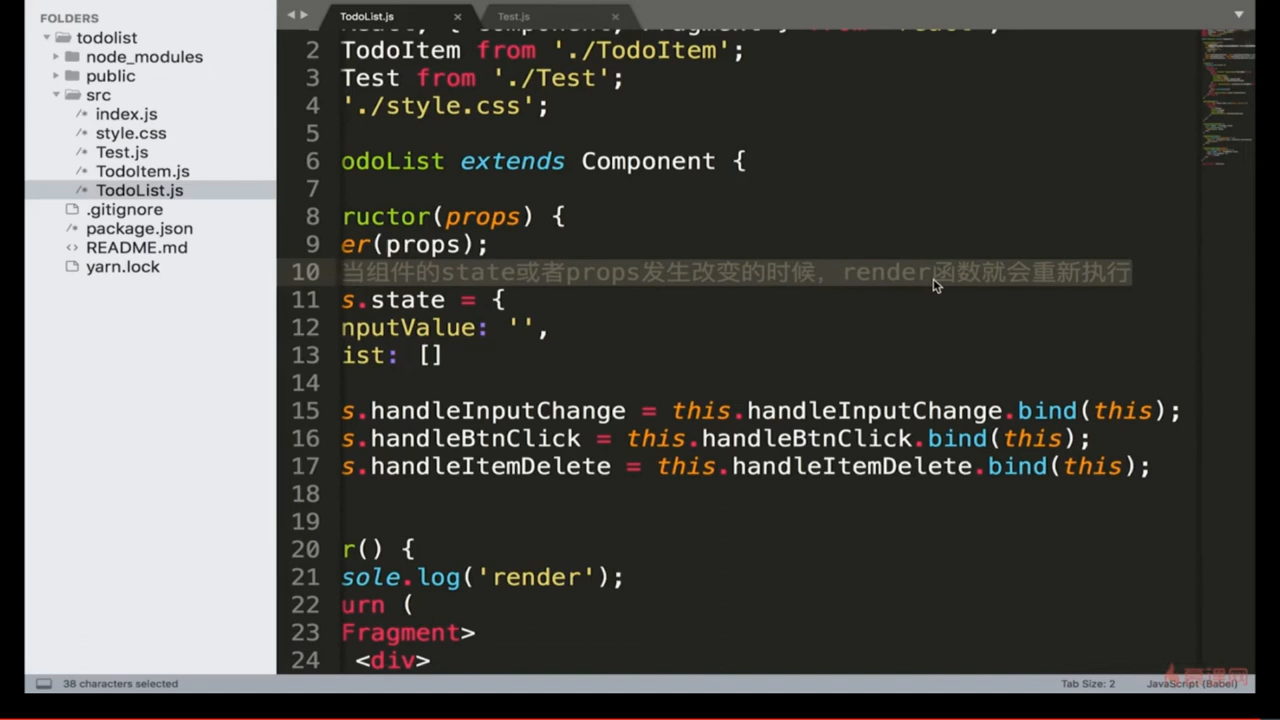 FOLDERS
todolist
node_modules
public
src
index.js
style.css
Test.js
TodoItem.js
TodoList.js
.gitignore
package.json
README.md
yarn.lock
TodoList.js
Test.js
2 TodoItem from './TodoItem';
3 Test from './Test';
4 './style.css';
5
6 odoList extends Component {
7
8 ructor(props) {
9 er(props);
10 当组件的state或者props发生改变的时候，render函数就会重新执行
11 s.state = {
12 nputValue: '',
13 ist: []
14
15 s.handleInputChange = this.handleInputChange.bind(this);
16 s.handleBtnClick = this.handleBtnClick.bind(this);
17 s.handleItemDelete = this.handleItemDelete.bind(this);
18
19
20 r() {
21 sole.log('render');
22 urn (
23 Fragment>
24 <div>
38 characters selected
Tab Size: 2
JavaScript (Babel)
慕课网